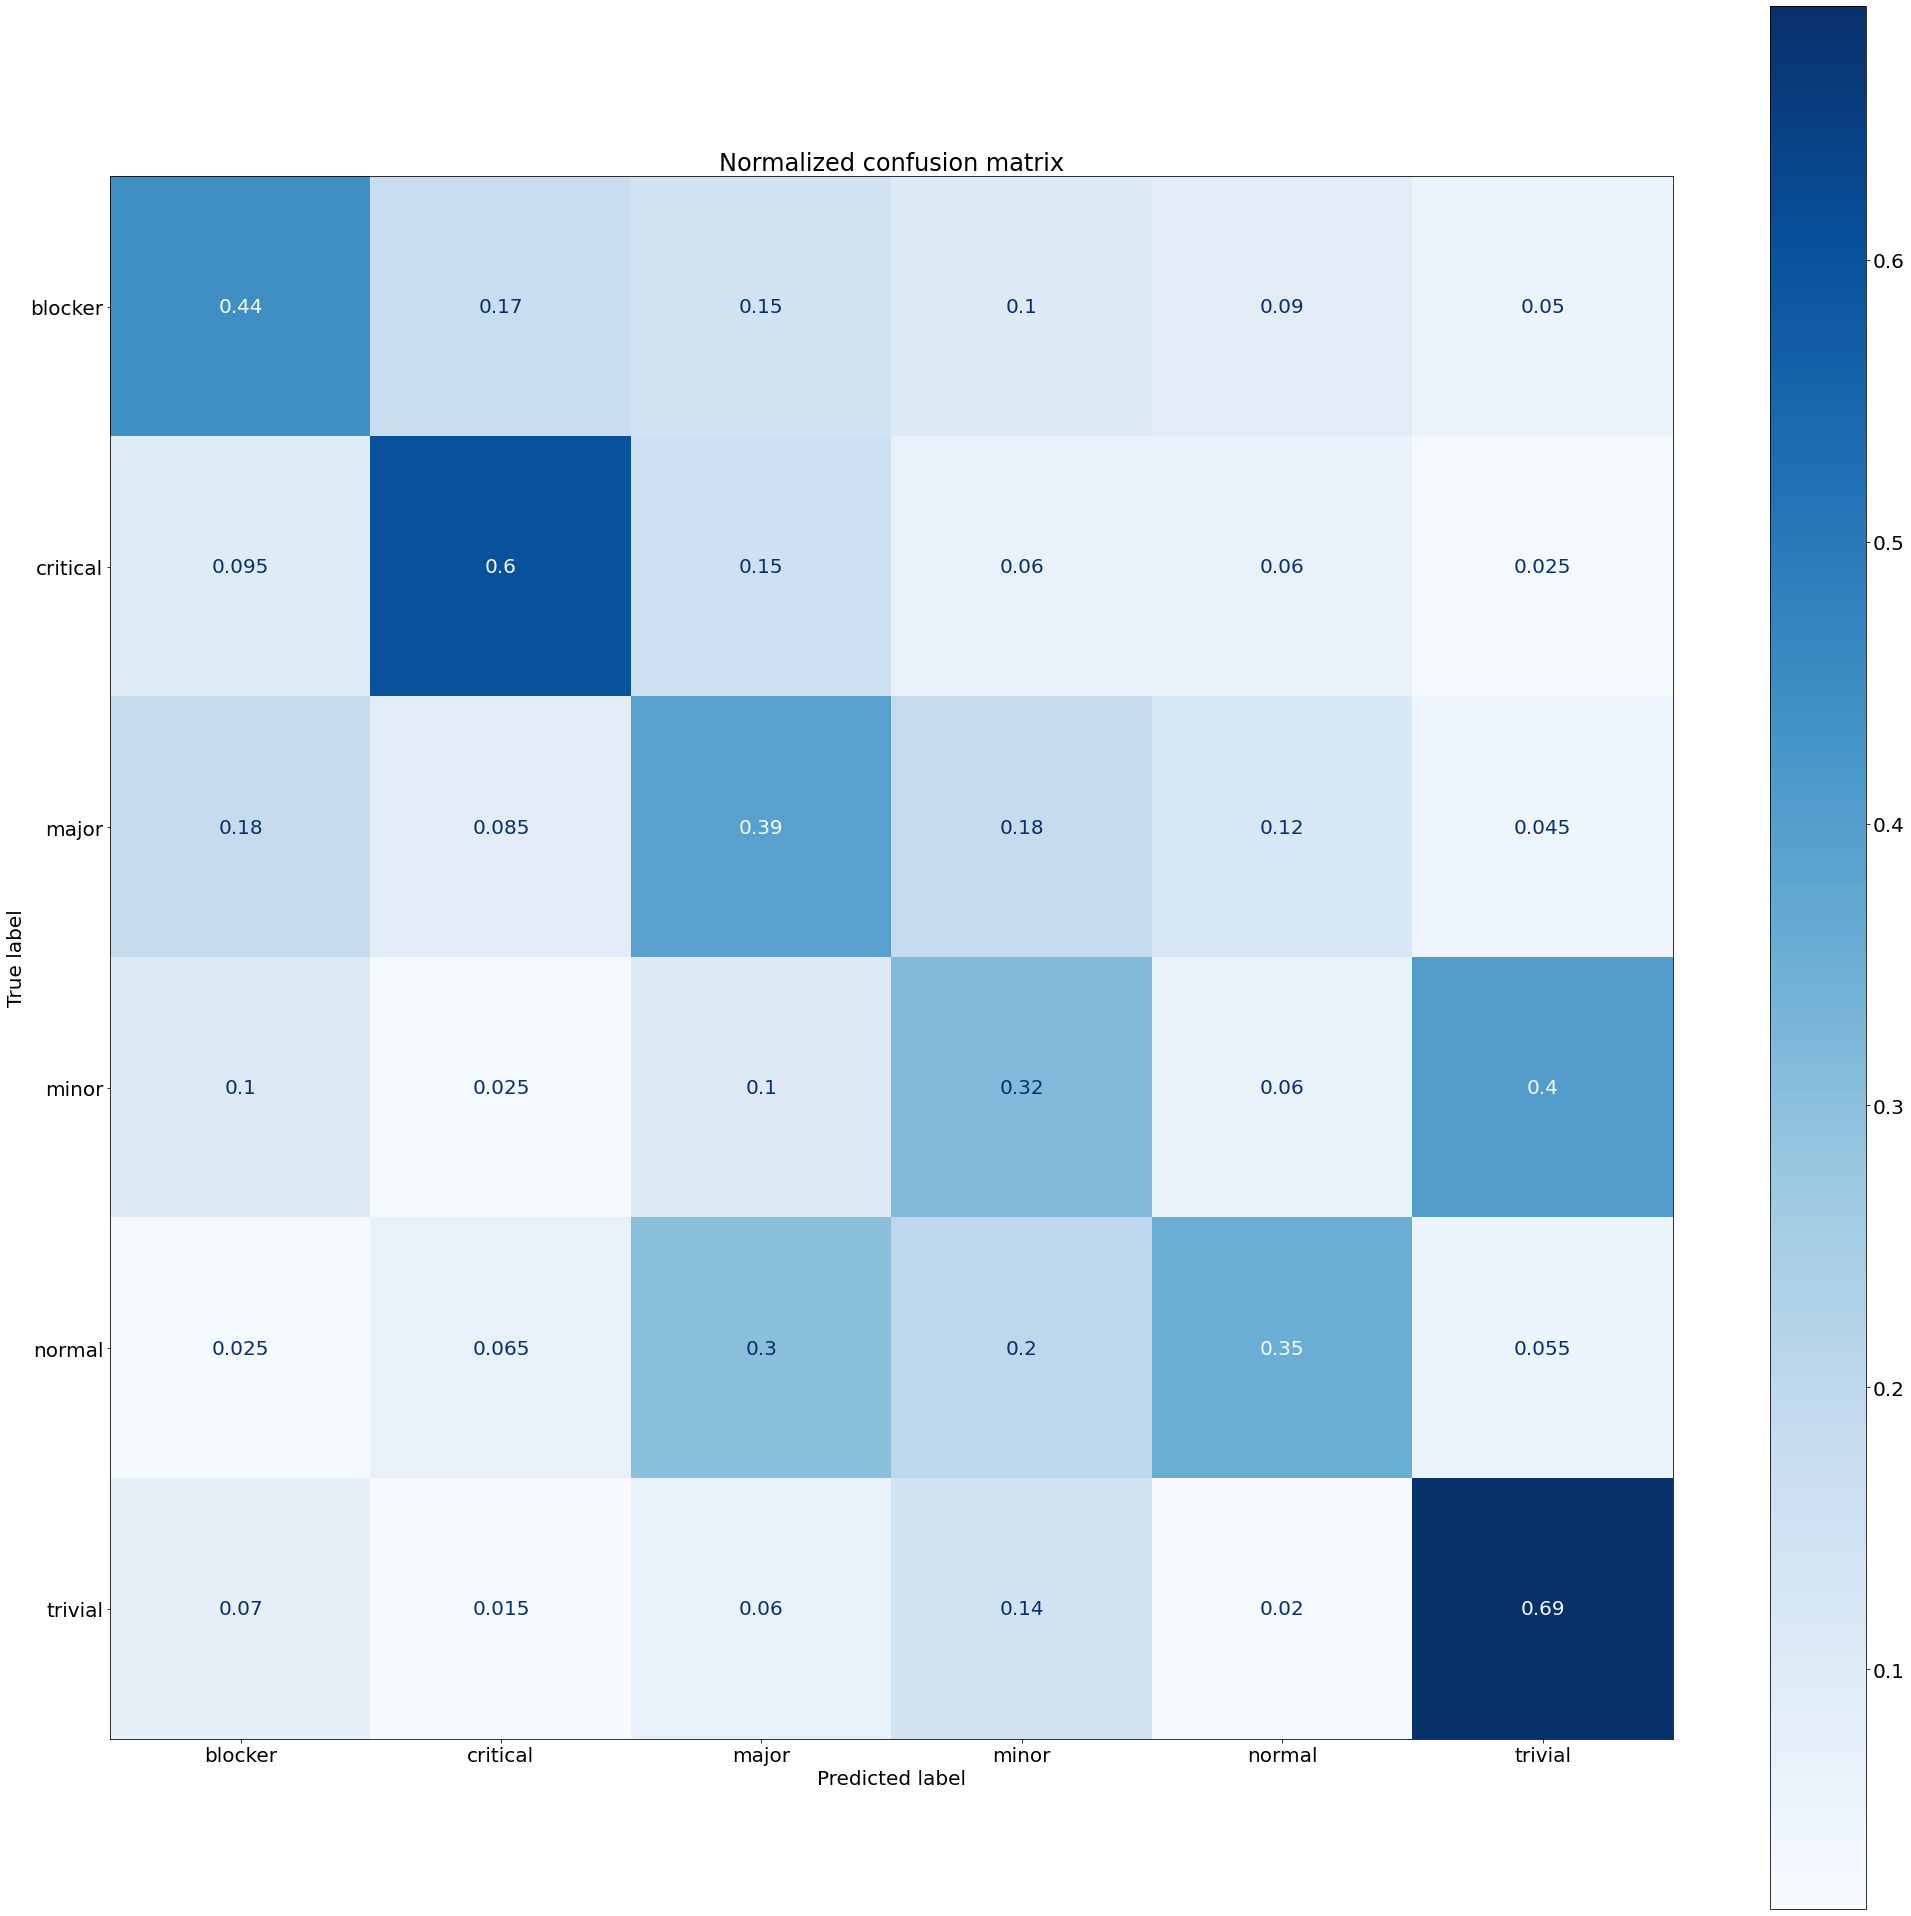 Normalized confusion matrix
blocker 0.44 0.17 0.15 0.1 0.09 0.05
critical 0.095 0.6 0.15 0.06 0.06 0.025
major 0.18 0.085 0.39 0.18 0.12 0.045
minor 0.1 0.025 0.1 0.32 0.06 0.4
normal 0.025 0.065 0.3 0.2 0.35 0.055
trivial 0.07 0.015 0.06 0.14 0.02 0.69
blocker critical major minor normal trivial
Predicted label
True label
0.6
0.5
0.4
0.3
0.2
0.1